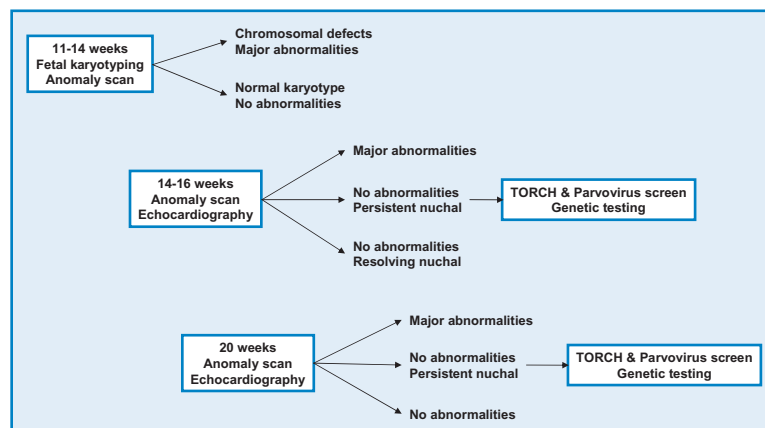 11-14 weeks
Fetal karyotyping
Anomaly scan
Chromosomal defects
Major abnormalities
Normal karyotype
No abnormalities
14-16 weeks
Anomaly scan
Echocardiography
Major abnormalities
No abnormalities
Persistent nuchal
TORCH & Parvovirus screen
Genetic testing
No abnormalities
Resolving nuchal
20 weeks
Anomaly scan
Echocardiography
Major abnormalities
No abnormalities
Persistent nuchal
TORCH & Parvovirus screen
Genetic testing
No abnormalities